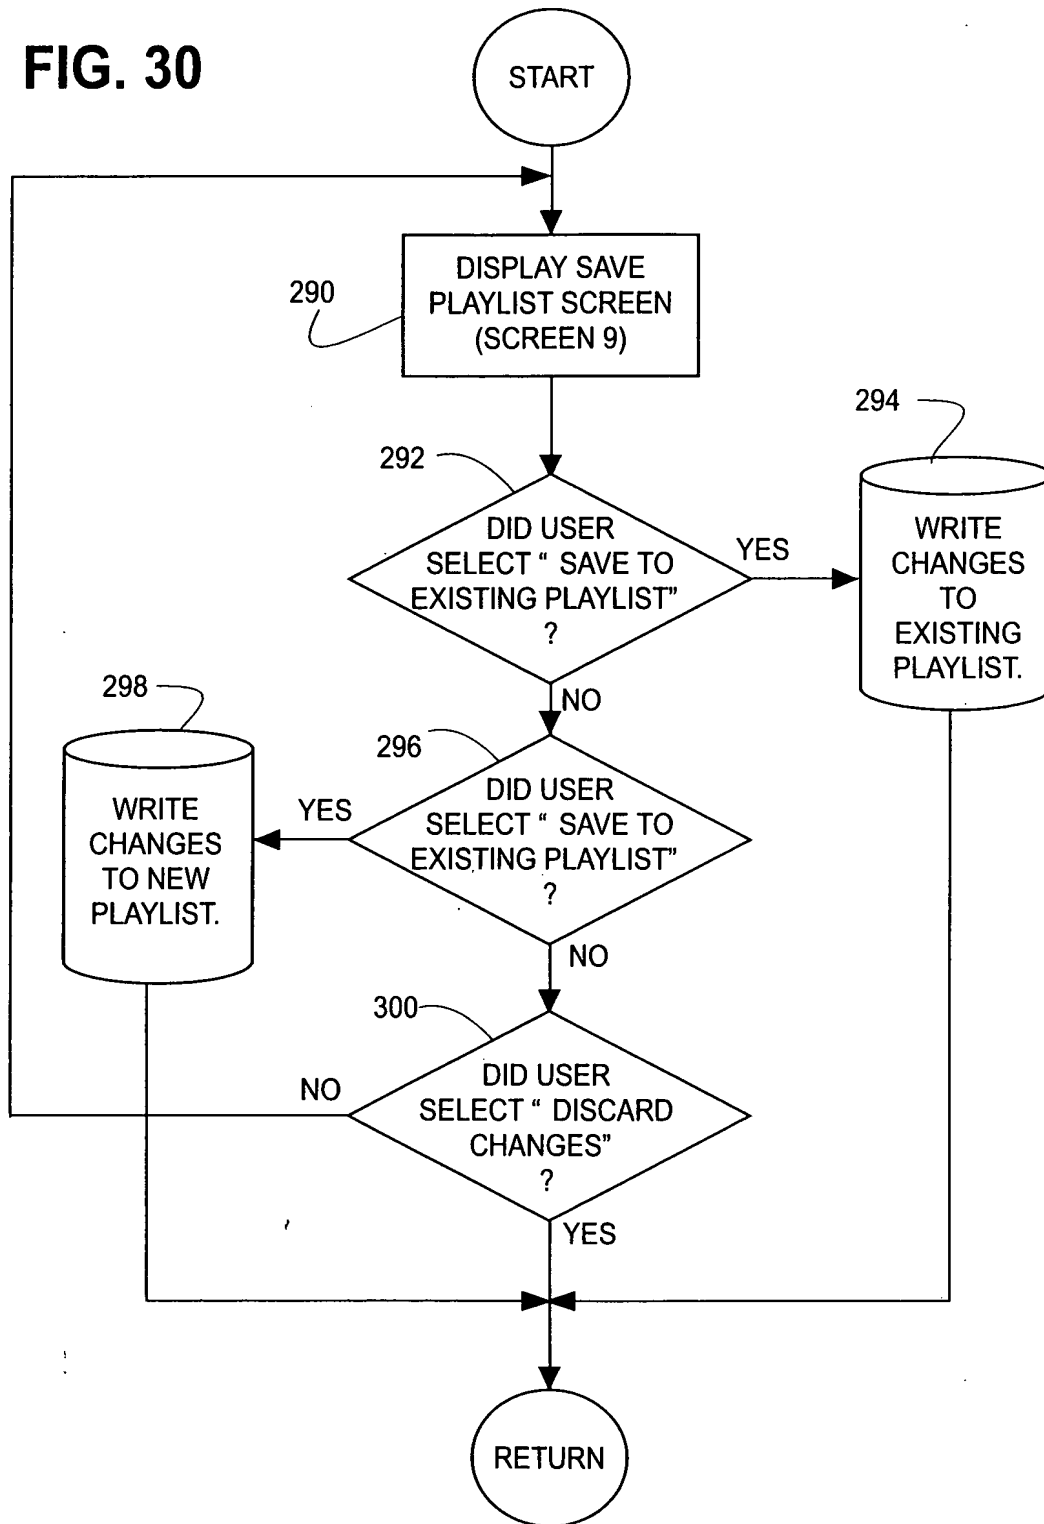 FIG. 30
START
DISPLAY SAVE
PLAYLIST SCREEN
(SCREEN 9)
290
292
DID USER
SELECT “ SAVE TO
EXISTING PLAYLIST”
?
YES
294
WRITE
CHANGES
TO
EXISTING
PLAYLIST.
NO
296
DID USER
SELECT “ SAVE TO
EXISTING PLAYLIST”
?
YES
298
WRITE
CHANGES
TO NEW
PLAYLIST.
NO
300
DID USER
SELECT “ DISCARD
CHANGES”
?
NO
YES
RETURN